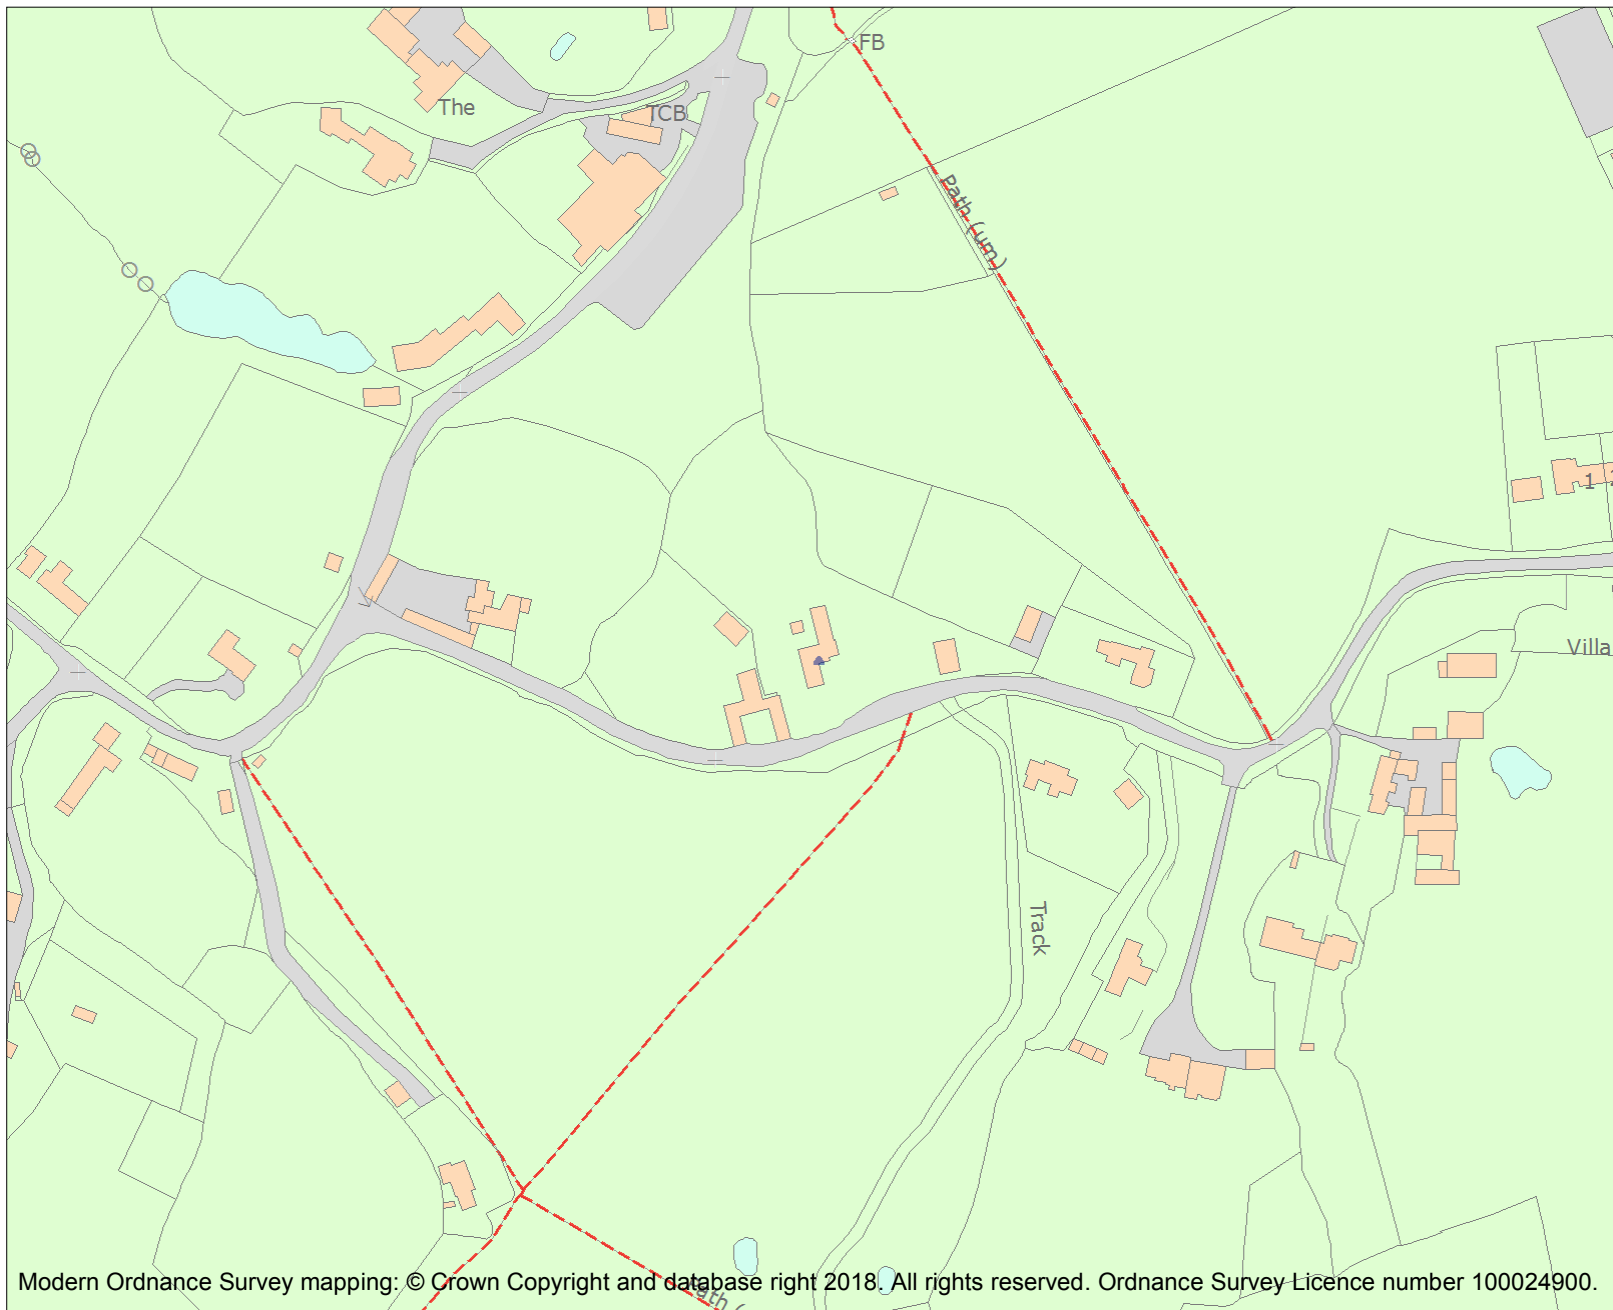 FB
The
TCB
Path (um)
1
Villa
Track
Path (
Modern Ordnance Survey mapping: © Crown Copyright and database right 2018. All rights reserved. Ordnance Survey Licence number 100024900.